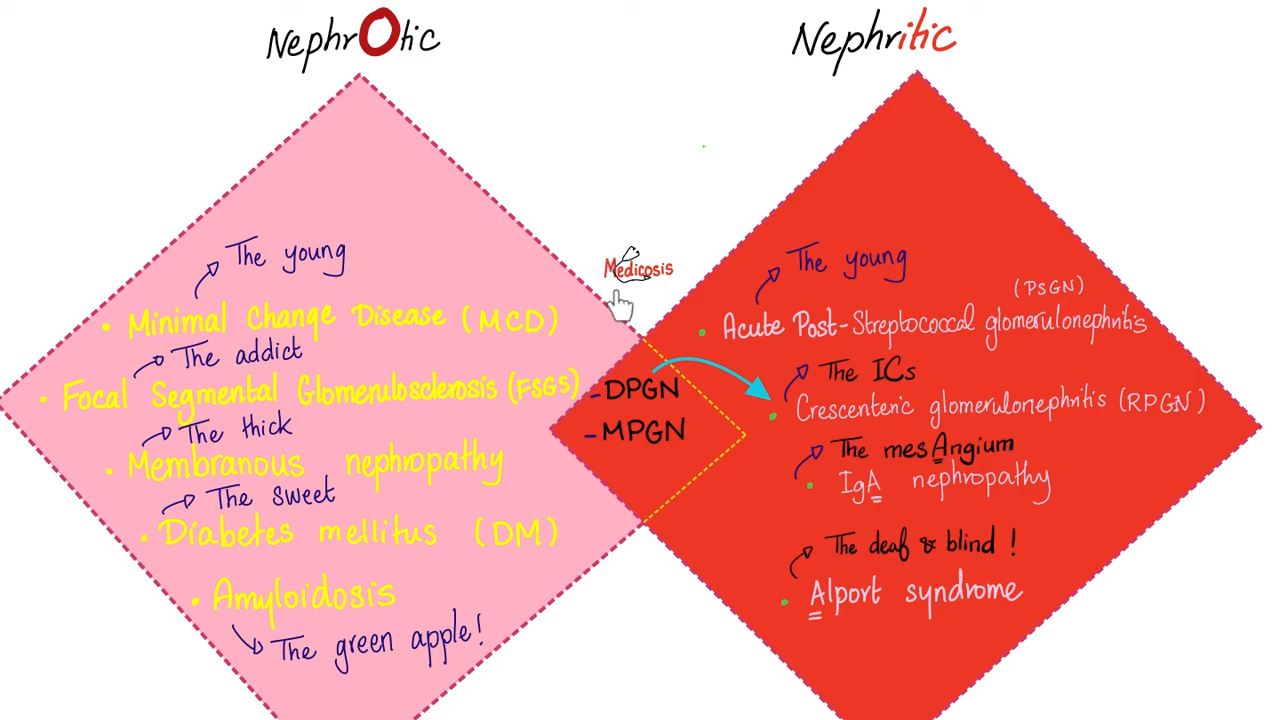 NephrOtic
The young
• Minimal Change Disease (MCD)
The addict
• Focal Segmental Glomerulosclerosis (FSGS)
The thick
• Membranous nephropathy
The sweet
• Diabetes mellitus (DM)
• Amyloidosis
The green apple!
Medicosis
- DPGN
- MPGN
Nephritic
The young
(PSGN)
• Acute Post-Streptococcal glomerulonephritis
The ICs
• Crescenteric glomerulonephritis (RPGN)
The mesAngium
• IgA nephropathy
The deaf & blind !
• Alport syndrome